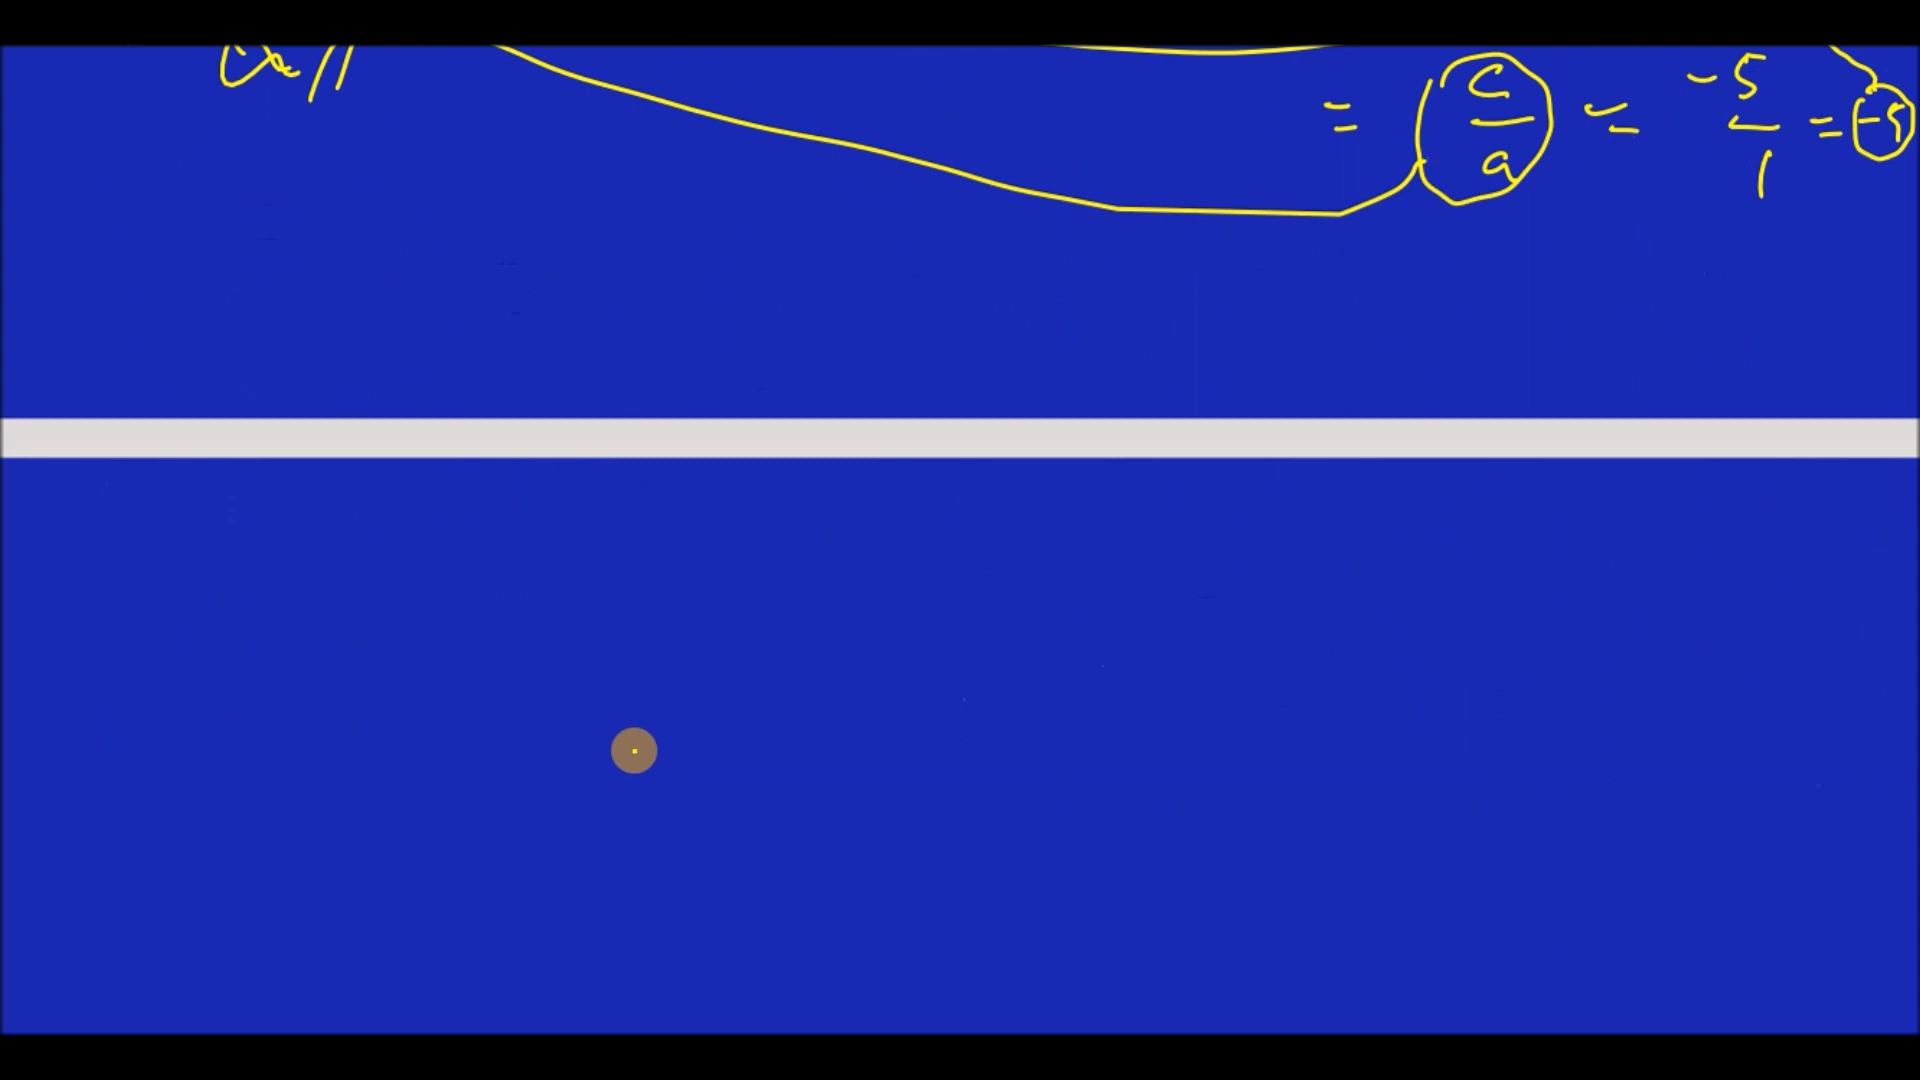 = c/a = -5/1 = -5